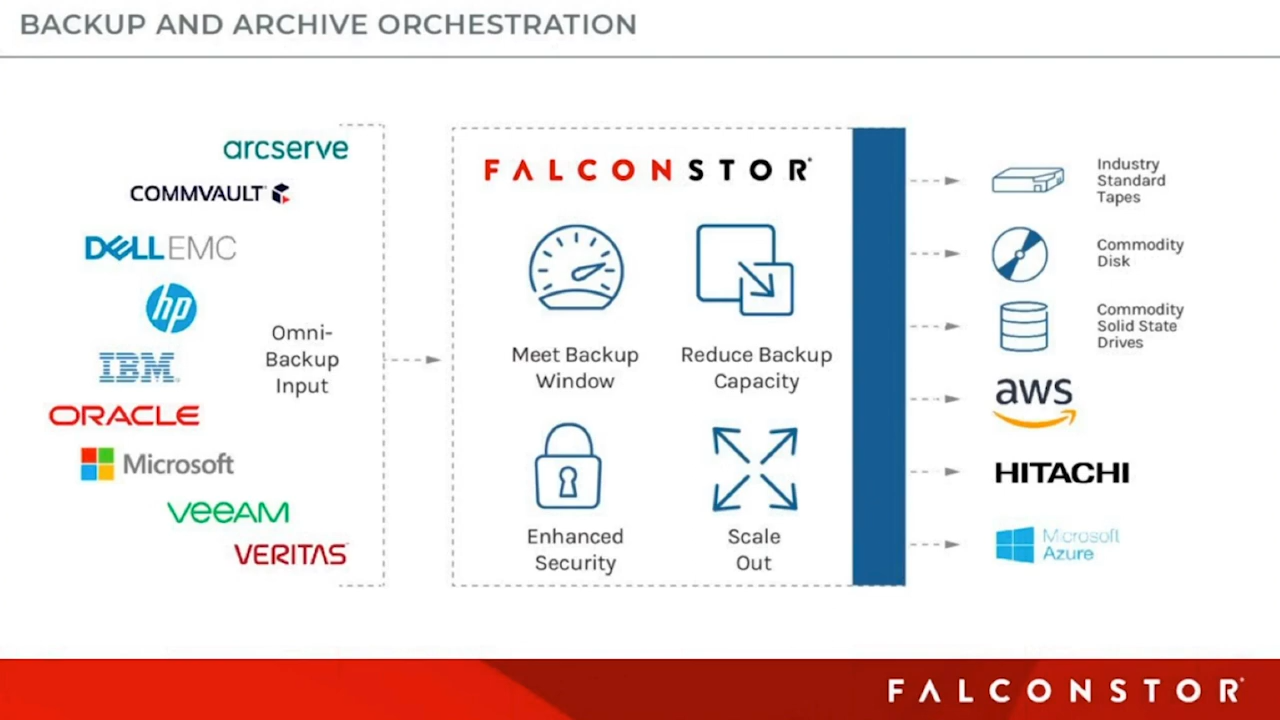 BACKUP AND ARCHIVE ORCHESTRATION
arcserve
COMMVAULT
DELLEMC
hp
IBM
ORACLE
Microsoft
veeAM
VERITAS
Omni-
Backup
Input
FALCONSTOR
Meet Backup
Window
Reduce Backup
Capacity
Enhanced
Security
Scale
Out
Industry
Standard
Tapes
Commodity
Disk
Commodity
Solid State
Drives
aws
HITACHI
Microsoft
Azure
FALCONSTOR